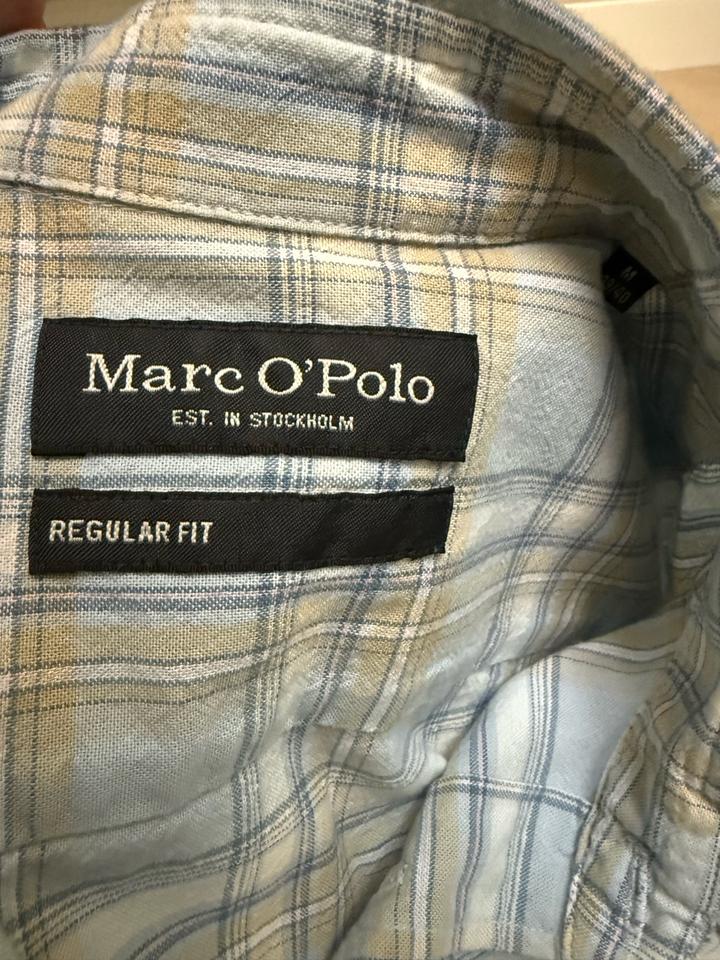 Marc O'Polo
EST. IN STOCKHOLM
REGULAR FIT
M